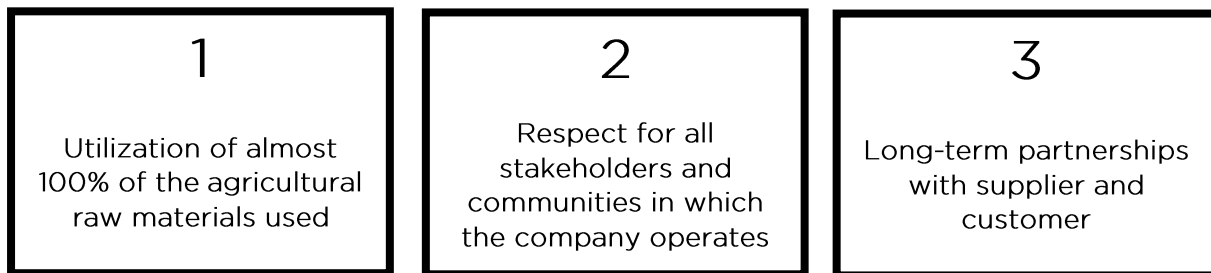 1
Utilization of almost
100% of the agricultural
raw materials used
2
Respect for all
stakeholders and
communities in which
the company operates
3
Long-term partnerships
with supplier and
customer